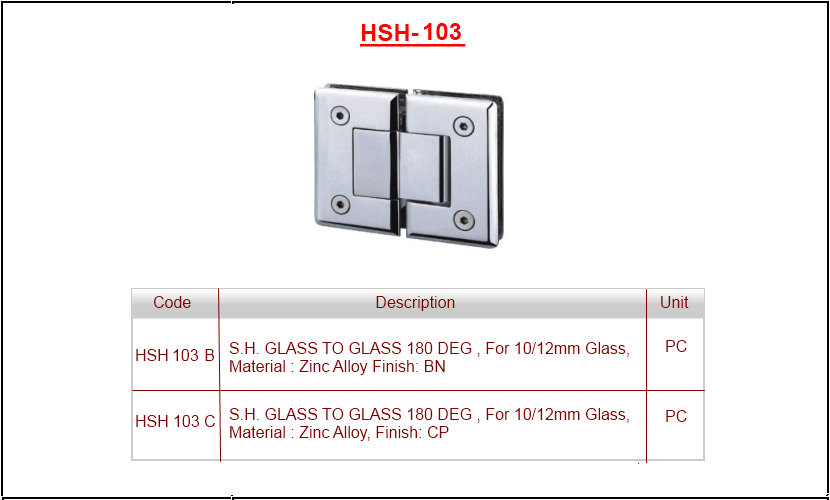 HSH-103
Code Description Unit
HSH 103 B S.H. GLASS TO GLASS 180 DEG , For 10/12mm Glass, PC
Material : Zinc Alloy Finish: BN
HSH 103 C S.H. GLASS TO GLASS 180 DEG , For 10/12mm Glass, PC
Material : Zinc Alloy, Finish: CP